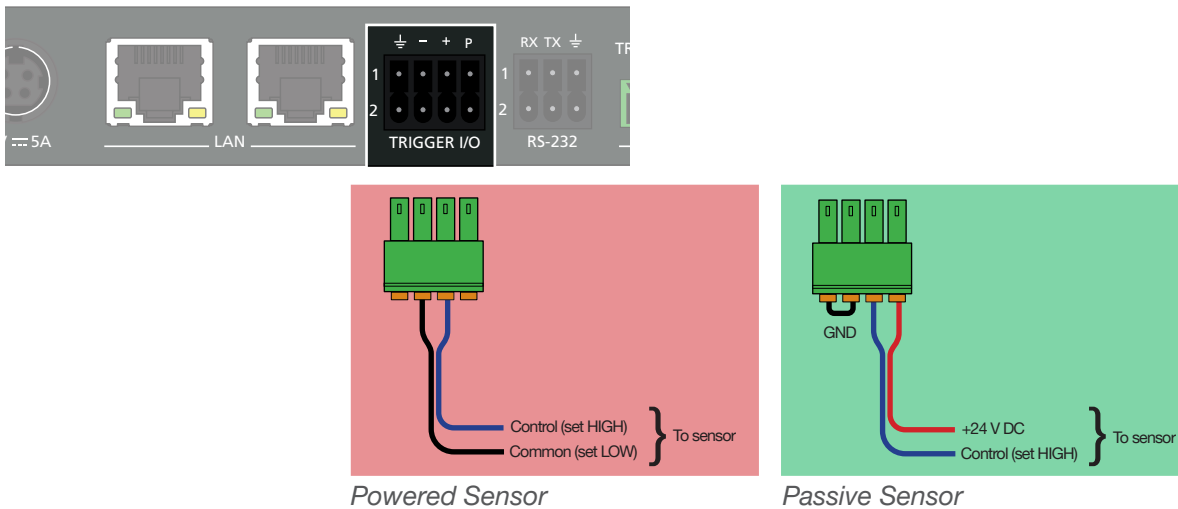 ⏚ − + P
RX TX ⏚
1
2
1
2
⎓5A
LAN
TRIGGER I/O
RS-232
GND
Control (set HIGH)
Common (set LOW)
To sensor
+24 V DC
Control (set HIGH)
To sensor
Powered Sensor
Passive Sensor